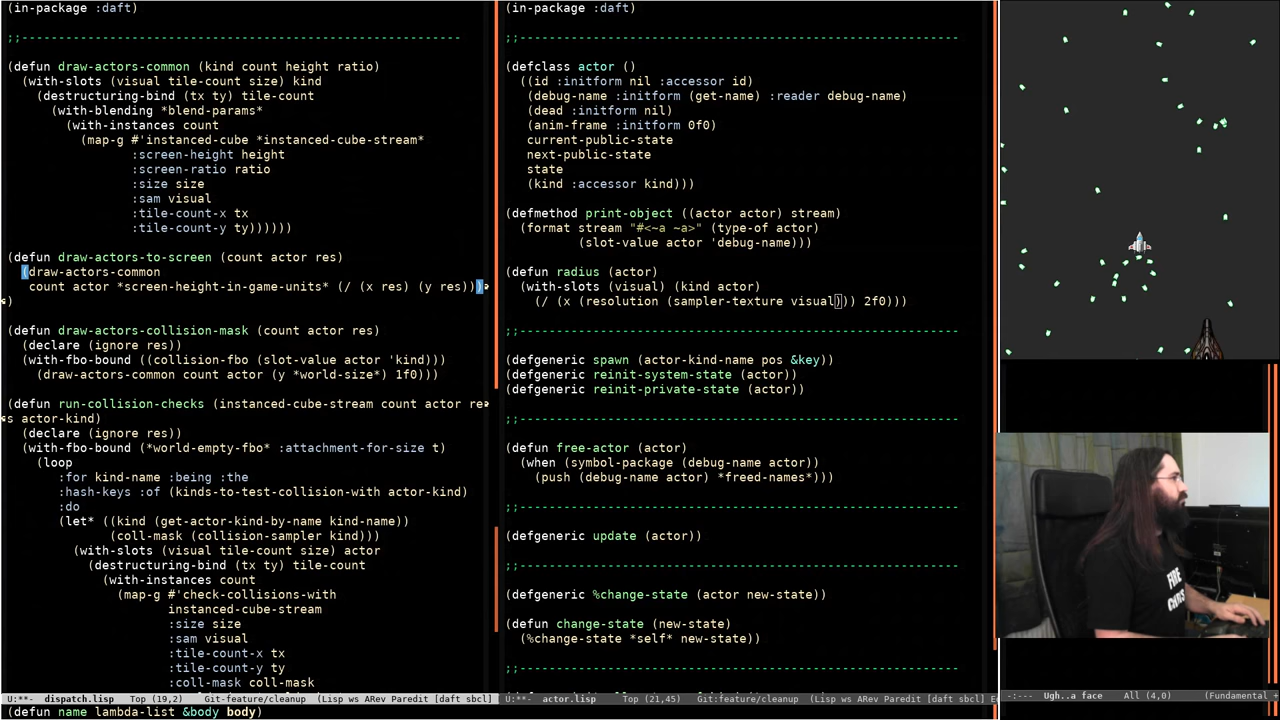 (in-package :daft)
;;------------------------------------------------------------
(defun draw-actors-common (kind count height ratio)
(with-slots (visual tile-count size) kind
(destructuring-bind (tx ty) tile-count
(with-blending *blend-params*
(with-instances count
(map-g #'instanced-cube *instanced-cube-stream*
:screen-height height
:screen-ratio ratio
:size size
:sam visual
:tile-count-x tx
:tile-count-y ty))))))
(defun draw-actors-to-screen (count actor res)
(draw-actors-common
count actor *screen-height-in-game-units* (/ (x res) (y res)))
)
(defun draw-actors-collision-mask (count actor res)
(declare (ignore res))
(with-fbo-bound ((collision-fbo (slot-value actor 'kind)))
(draw-actors-common count actor (y *world-size*) 1f0)))
(defun run-collision-checks (instanced-cube-stream count actor re
s actor-kind)
(declare (ignore res))
(with-fbo-bound (*world-empty-fbo* :attachment-for-size t)
(loop
:for kind-name :being :the
:hash-keys :of (kinds-to-test-collision-with actor-kind)
:do
(let* ((kind (get-actor-kind-by-name kind-name))
(coll-mask (collision-sampler kind)))
(with-slots (visual tile-count size) actor
(destructuring-bind (tx ty) tile-count
(with-instances count
(map-g #'check-collisions-with
instanced-cube-stream
:size size
:sam visual
:tile-count-x tx
:tile-count-y ty
:coll-mask coll-mask
U:**- dispatch.lisp Top (19,2) Git:feature/cleanup (Lisp ws ARev Paredit [daft sbcl]
(in-package :daft)
;;--------------------------------------------------------------
(defclass actor ()
((id :initform nil :accessor id)
(debug-name :initform (get-name) :reader debug-name)
(dead :initform nil)
(anim-frame :initform 0f0)
current-public-state
next-public-state
state
(kind :accessor kind)))
(defmethod print-object ((actor actor) stream)
(format stream "#<~a ~a>" (type-of actor)
(slot-value actor 'debug-name)))
(defun radius (actor)
(with-slots (visual) (kind actor)
(/ (x (resolution (sampler-texture visual))) 2f0)))
;;--------------------------------------------------------------
(defgeneric spawn (actor-kind-name pos &key))
(defgeneric reinit-system-state (actor))
(defgeneric reinit-private-state (actor))
;;--------------------------------------------------------------
(defun free-actor (actor)
(when (symbol-package (debug-name actor))
(push (debug-name actor) *freed-names*)))
;;--------------------------------------------------------------
(defgeneric update (actor))
;;--------------------------------------------------------------
(defgeneric %change-state (actor new-state))
(defun change-state (new-state)
(%change-state *self* new-state))
;;--------------------------------------------------------------
U:**- actor.lisp Top (21,45) Git:feature/cleanup (Lisp ws ARev Paredit [daft sbcl] E
FIRE
-:--- Ugh..a face All (4,0) (Fundamental +
(defun name lambda-list &body body)